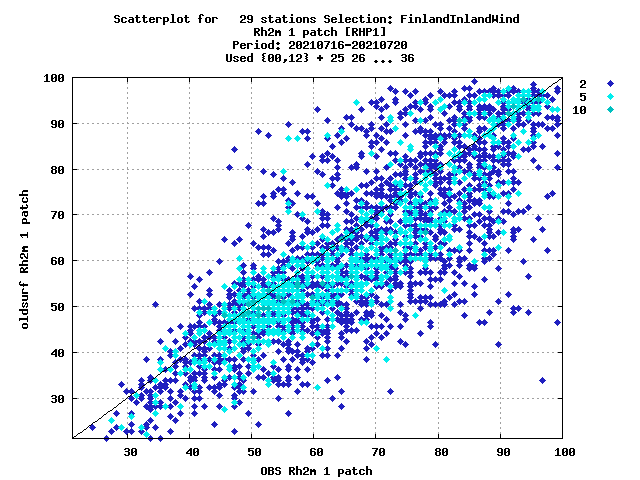 Scatterplot for   29 stations Selection: FinlandInlandWind
Rh2m 1 patch [RHP1]
Period: 20210716-20210720
Used {00,12} + 25 26 ... 36
2
5
10
100
90
80
70
60
50
40
30
oldsurf Rh2m 1 patch
30 40 50 60 70 80 90 100
OBS Rh2m 1 patch